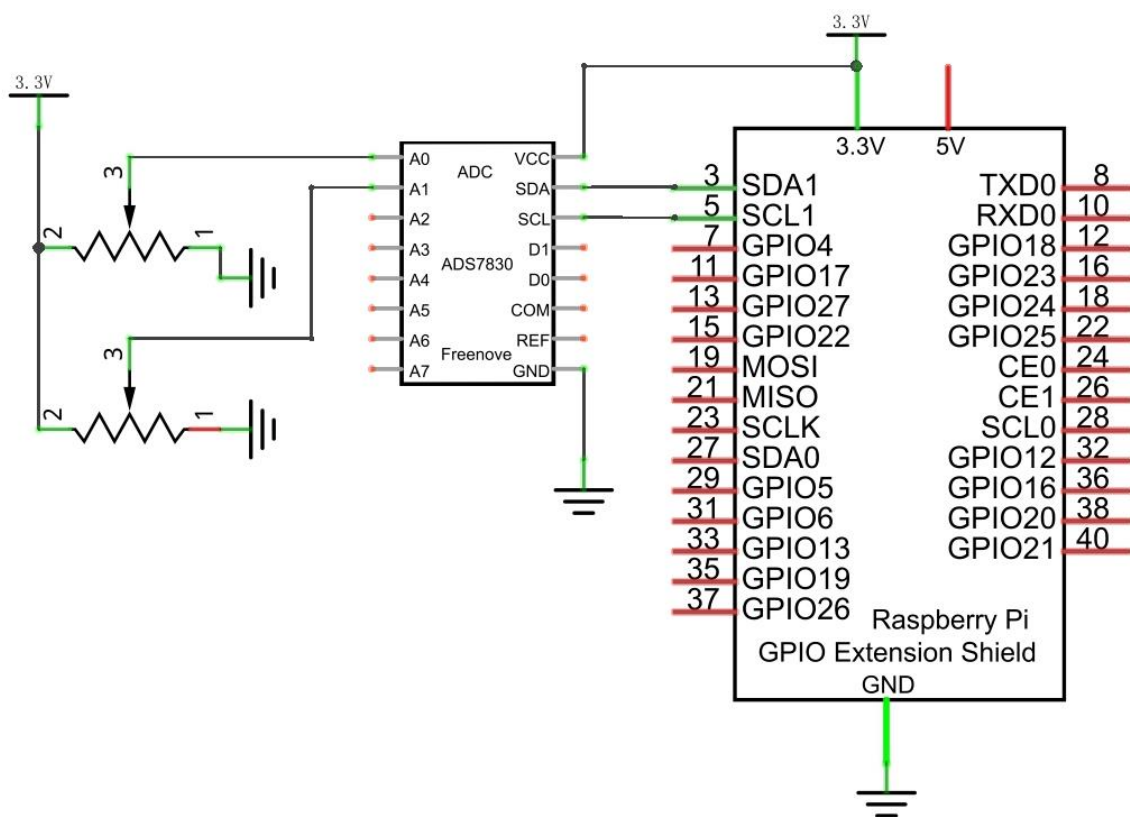 3.3V
3.3V
3
2
1
3
2
1
A0
A1
A2
A3
A4
A5
A6
A7
ADC
ADS7830
Freenove
VCC
SDA
SCL
D1
D0
COM
REF
GND
3.3V
5V
3 SDA1
5 SCL1
7 GPIO4
11 GPIO17
13 GPIO27
15 GPIO22
19 MOSI
21 MISO
23 SCLK
27 SDA0
29 GPIO5
31 GPIO6
33 GPIO13
35 GPIO19
37 GPIO26
TXD0 8
RXD0 10
GPIO18 12
GPIO23 16
GPIO24 18
GPIO25 22
CE0 24
CE1 26
SCL0 28
GPIO12 32
GPIO16 36
GPIO20 38
GPIO21 40
Raspberry Pi
GPIO Extension Shield
GND